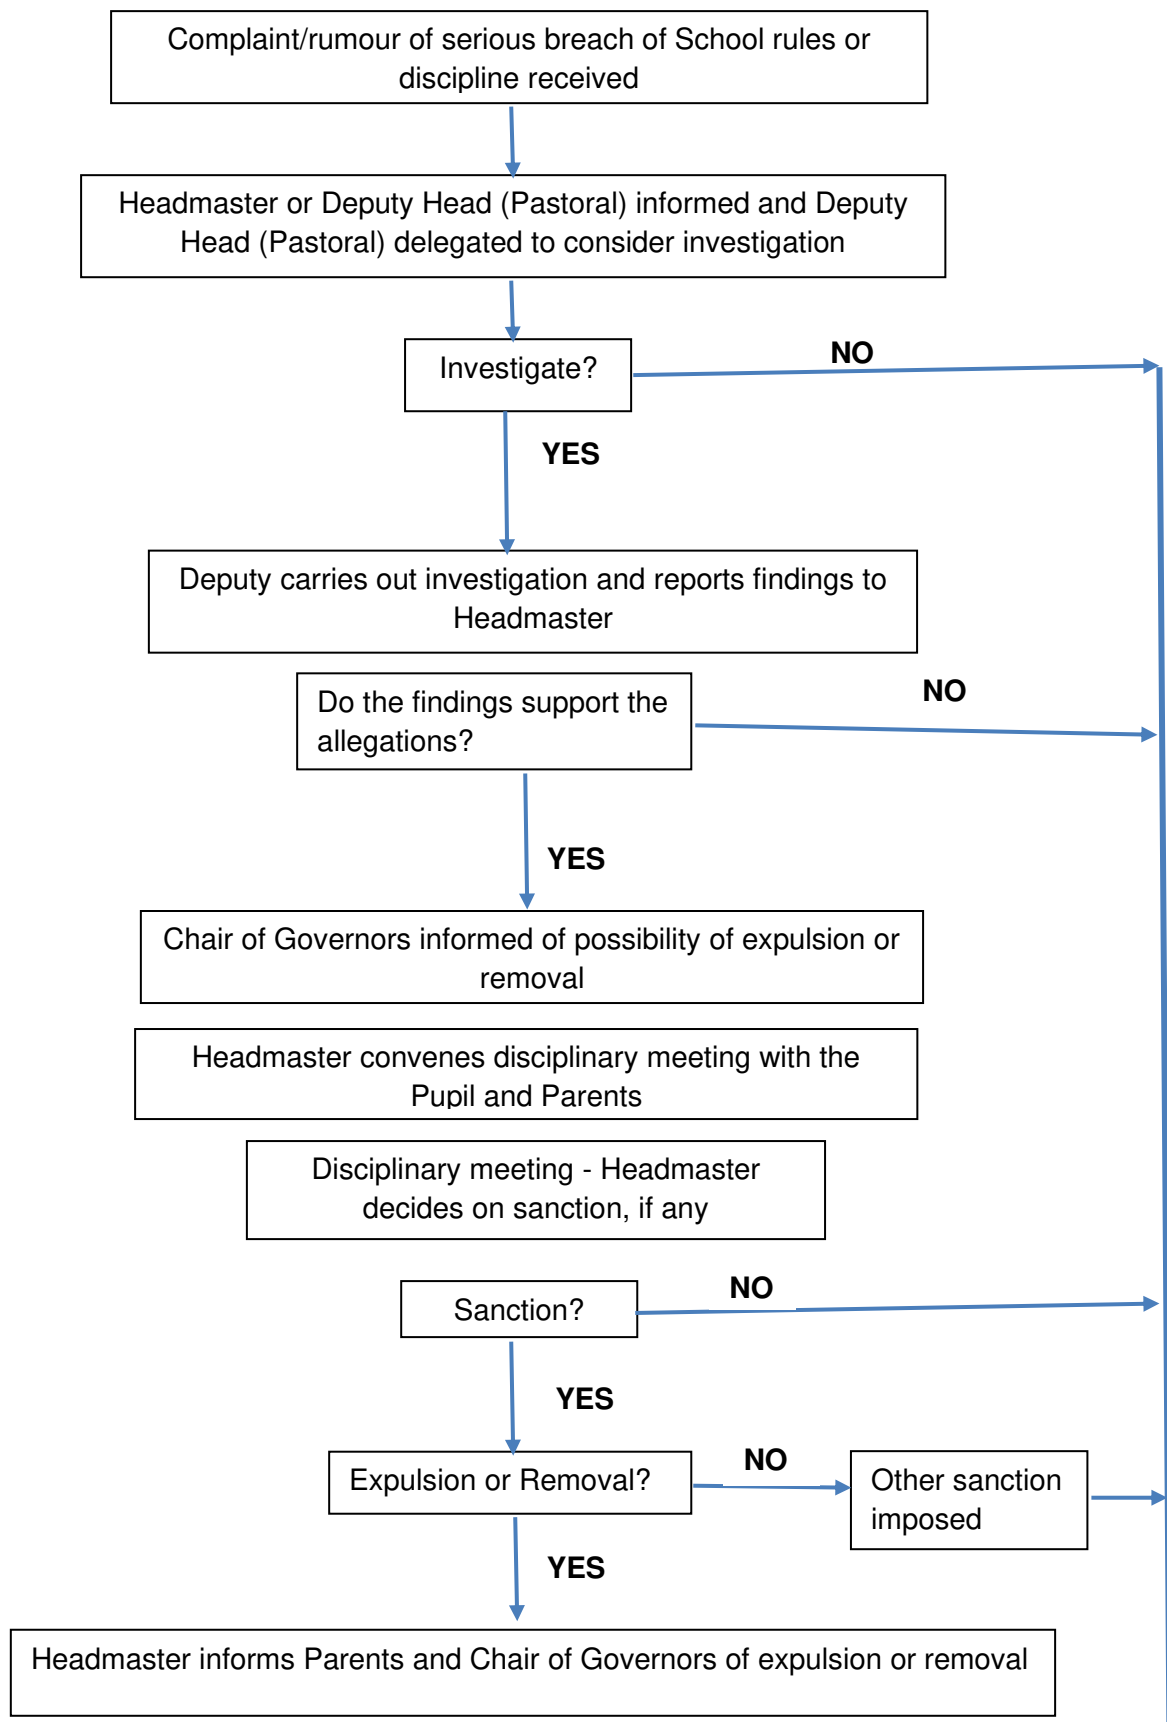 Complaint/rumour of serious breach of School rules or
discipline received
Headmaster or Deputy Head (Pastoral) informed and Deputy
Head (Pastoral) delegated to consider investigation
Investigate?
NO
YES
Deputy carries out investigation and reports findings to
Headmaster
Do the findings support the
allegations?
NO
YES
Chair of Governors informed of possibility of expulsion or
removal
Headmaster convenes disciplinary meeting with the
Pupil and Parents
Disciplinary meeting - Headmaster
decides on sanction, if any
Sanction?
NO
YES
Expulsion or Removal?
NO
Other sanction
imposed
YES
Headmaster informs Parents and Chair of Governors of expulsion or removal